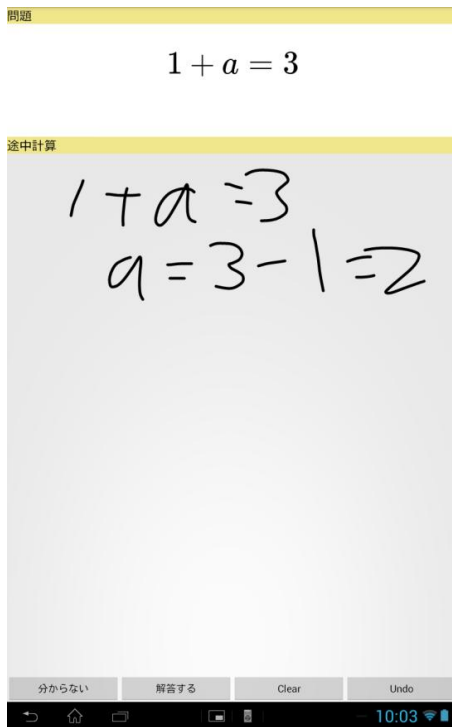 問題
1 + a = 3
途中計算
1 + a = 3
a = 3 - 1 = 2
分からない 解答する Clear Undo
10:03